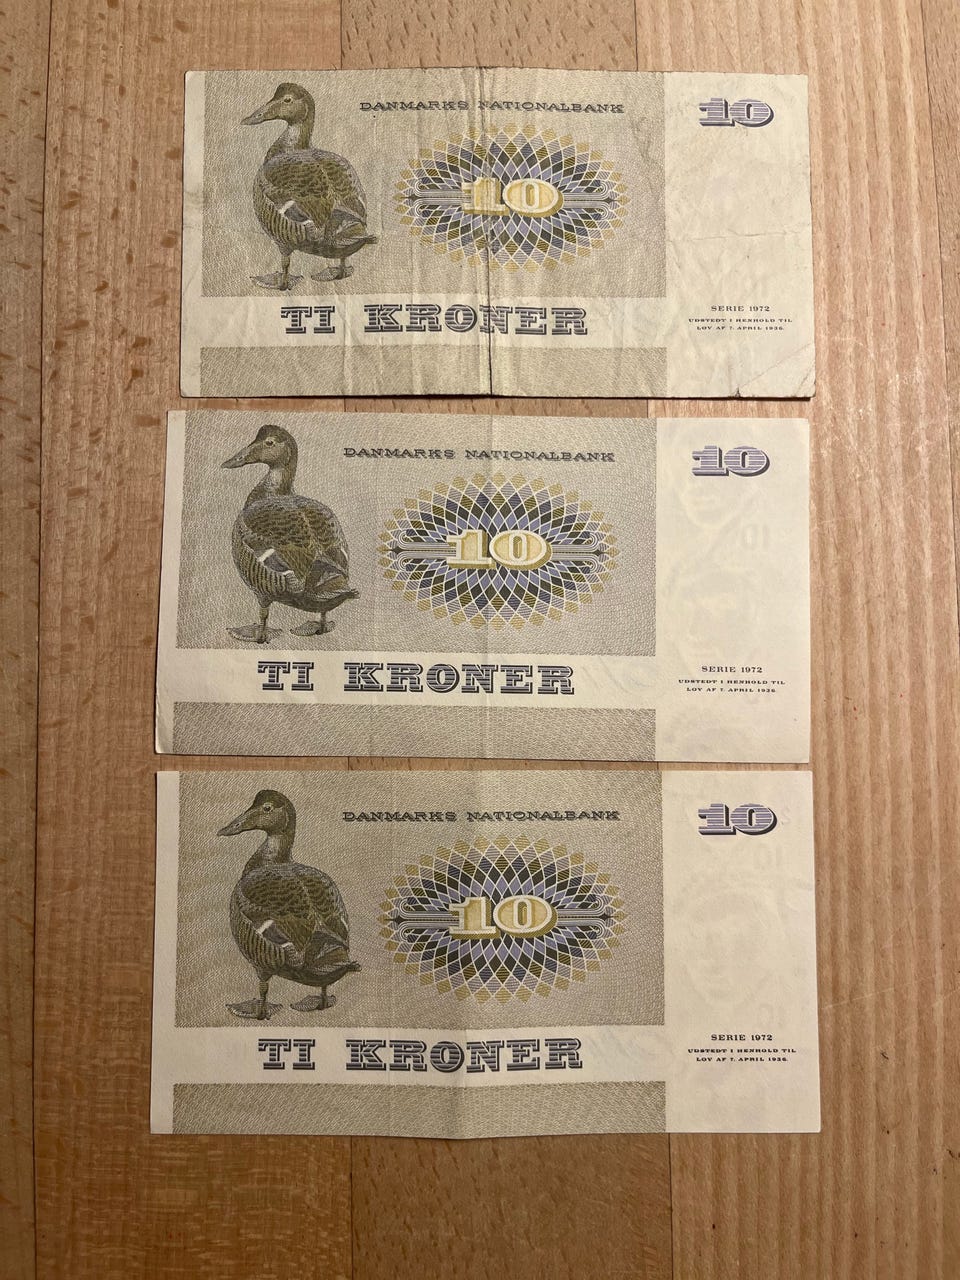 DANMARKS NATIONALBANK
10
10
TI KRONER
SERIE 1972
UDSTEDT I HENHOLD TIL
LOV AF 7. APRIL 1936.
DANMARKS NATIONALBANK
10
10
TI KRONER
SERIE 1972
UDSTEDT I HENHOLD TIL
LOV AF 7. APRIL 1936.
DANMARKS NATIONALBANK
10
10
TI KRONER
SERIE 1972
UDSTEDT I HENHOLD TIL
LOV AF 7. APRIL 1936.